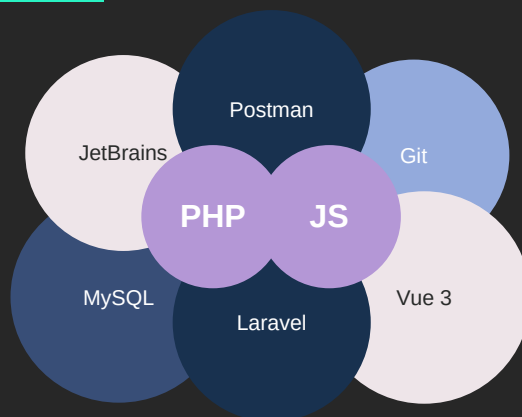 Postman
JetBrains
Git
PHP
JS
MySQL
Vue 3
Laravel